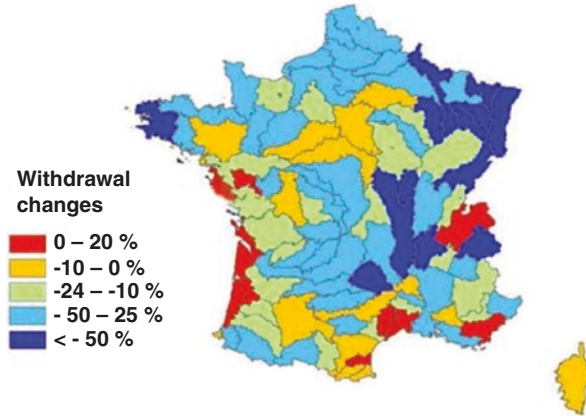 Withdrawal
changes
0 – 20 %
-10 – 0 %
-24 – -10 %
- 50 – 25 %
< - 50 %